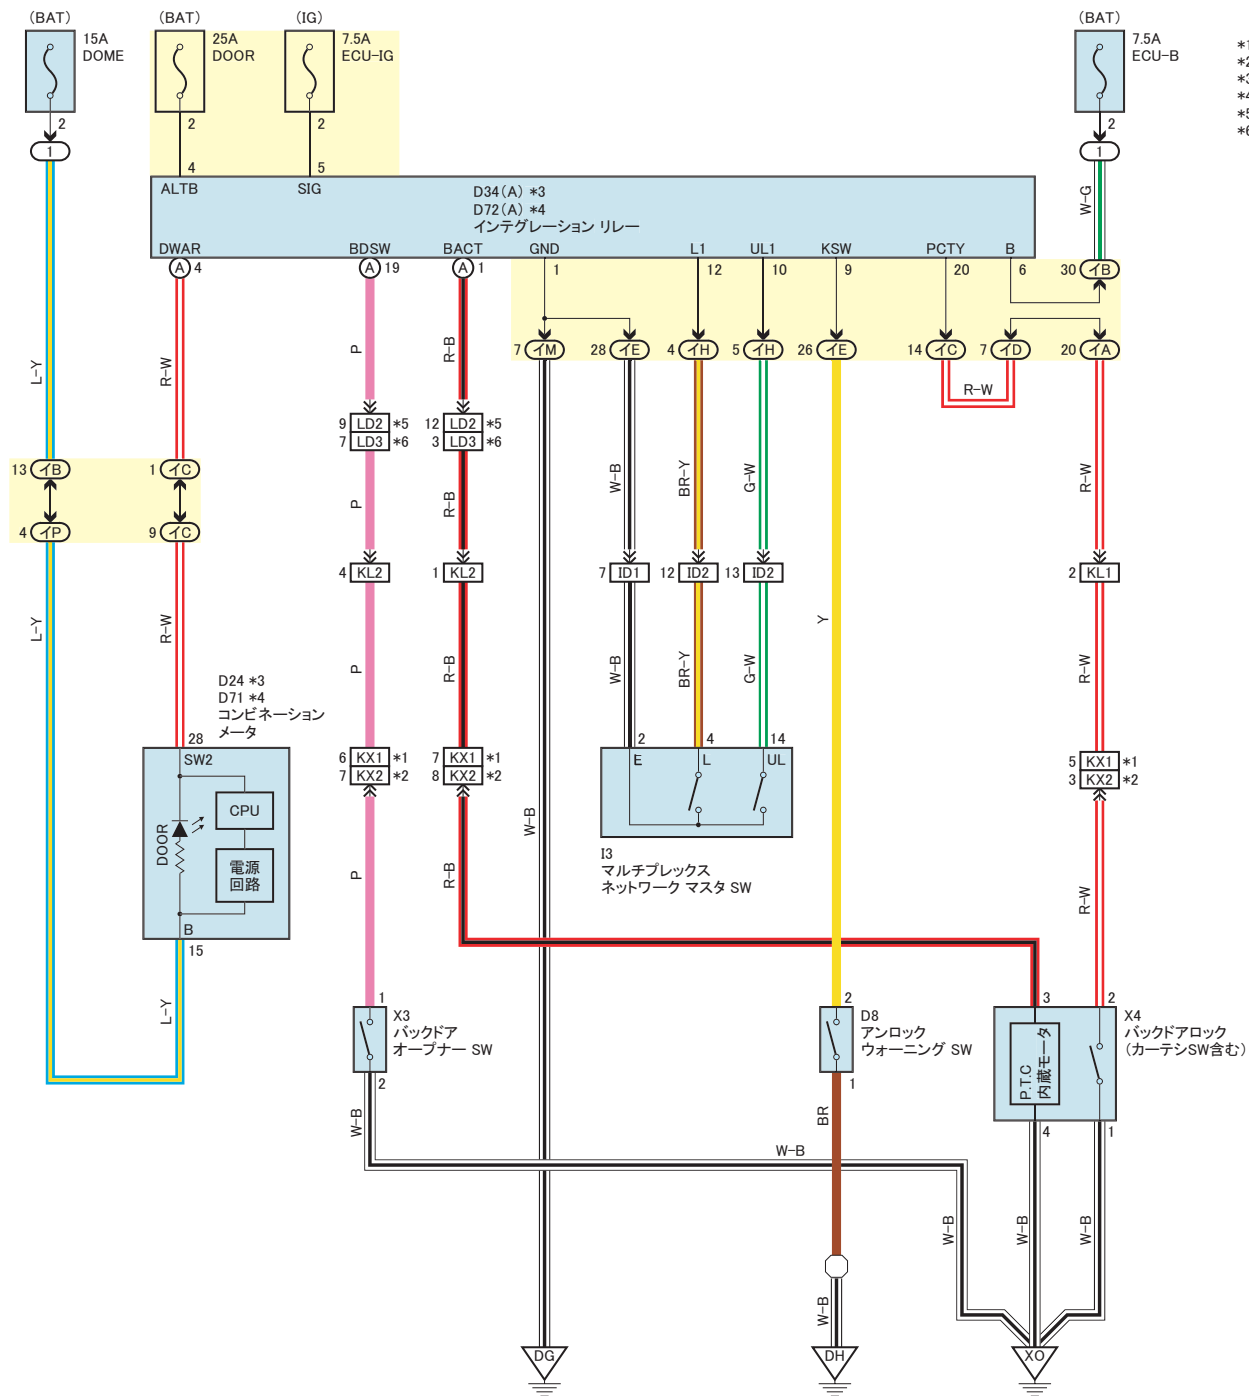 (BAT)
15A
DOME
2
1
(BAT)
25A
DOOR
2
4
(IG)
7.5A
ECU-IG
2
5
(BAT)
7.5A
ECU-B
2
1
*1
*2
*3
*4
*5
*6
ALTB
SIG
D34(A) *3
D72(A) *4
インテグレーション リレー
DWAR
BDSW
BACT
GND
L1
UL1
KSW
PCTY
B
A 4
A 19
A 1
1
12
10
9
20
6
30 イB
W-G
7 イM
28 イE
4 イH
5 イH
26 イE
14 イC
7 イD
20 イA
R-W
L-Y
R-W
P
R-B
9 LD2 *5
7 LD3 *6
12 LD2 *5
3 LD3 *6
13 イB
1 イC
4 イP
9 イC
P
R-B
W-B
BR-Y
G-W
R-W
4 KL2
1 KL2
7 ID1
12 ID2
13 ID2
2 KL1
L-Y
R-W
P
R-B
W-B
BR-Y
G-W
Y
R-W
D24 *3
D71 *4
コンビネーション
メータ
28
SW2
CPU
DOOR
電源
回路
B
15
6 KX1 *1
7 KX2 *2
7 KX1 *1
8 KX2 *2
5 KX1 *1
3 KX2 *2
2
4
14
E
L
UL
I3
マルチプレックス
ネットワーク マスタ SW
W-B
P
R-B
R-W
L-Y
1
X3
バックドア
オープナー SW
2
2
D8
アンロック
ウォーニング SW
1
3
2
X4
バックドアロック
(カーテシSW含む)
P.T.C
内蔵モータ
4
1
W-B
BR
W-B
W-B
W-B
W-B
W-B
DG
DH
XO